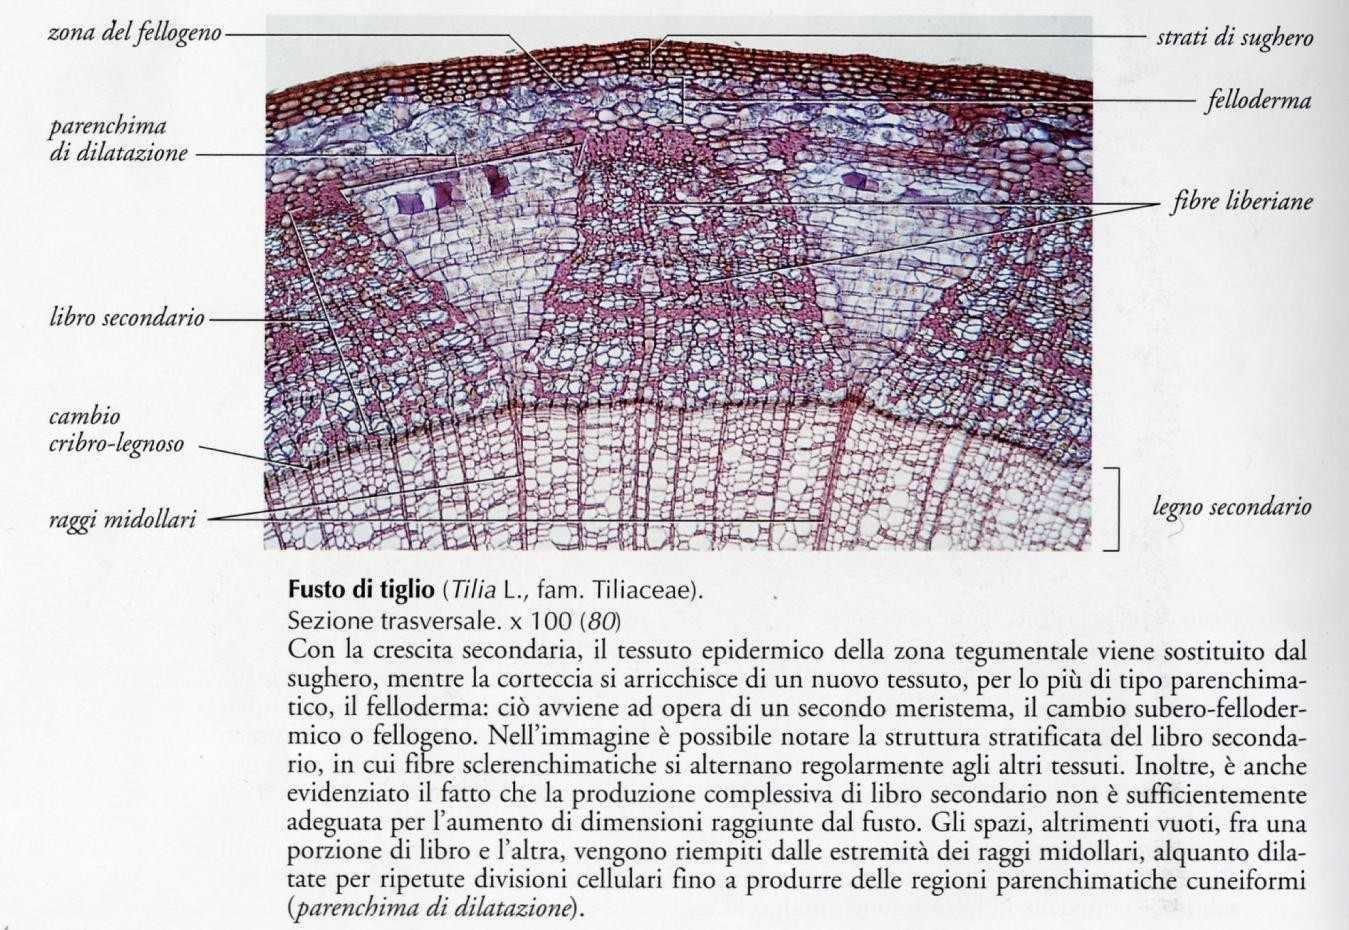 zona del fellogeno
strati di sughero
felloderma
parenchima
di dilatazione
fibre liberiane
libro secondario
cambio
cribro-legnoso
raggi midollari
legno secondario
Fusto di tiglio (Tilia L., fam. Tiliaceae).
Sezione trasversale. x 100 (80)
Con la crescita secondaria, il tessuto epidermico della zona tegumentale viene sostituito dal
sughero, mentre la corteccia si arricchisce di un nuovo tessuto, per lo più di tipo parenchima-
tico, il felloderma: ciò avviene ad opera di un secondo meristema, il cambio subero-felloder-
mico o fellogeno. Nell'immagine è possibile notare la struttura stratificata del libro seconda-
rio, in cui fibre sclerenchimatiche si alternano regolarmente agli altri tessuti. Inoltre, è anche
evidenziato il fatto che la produzione complessiva di libro secondario non è sufficientemente
adeguata per l'aumento di dimensioni raggiunte dal fusto. Gli spazi, altrimenti vuoti, fra una
porzione di libro e l'altra, vengono riempiti dalle estremità dei raggi midollari, alquanto dila-
tate per ripetute divisioni cellulari fino a produrre delle regioni parenchimatiche cuneiformi
(parenchima di dilatazione).